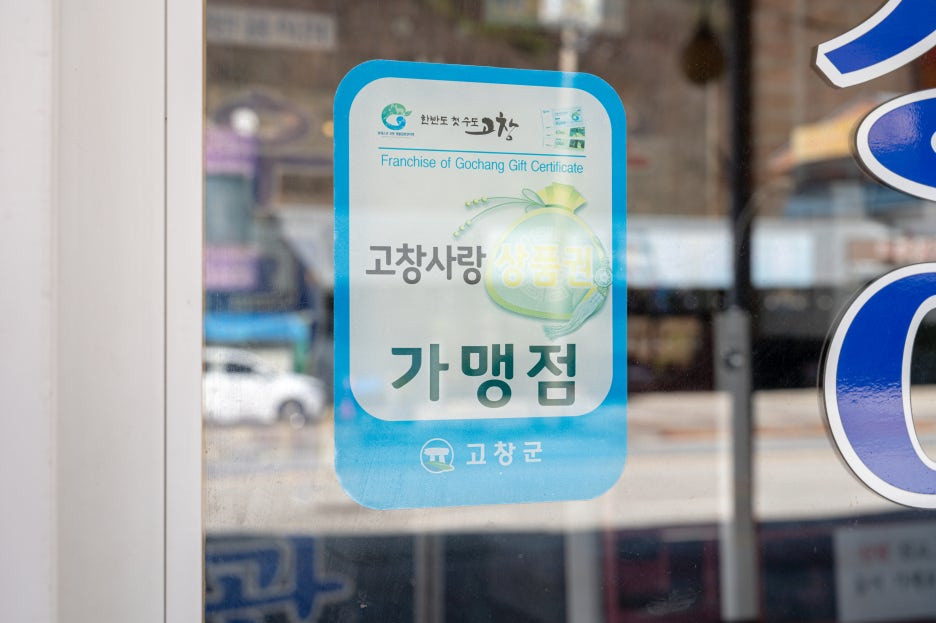 한반도 첫 수도 고창
Franchise of Gochang Gift Certificate
고창사랑 상품권
가맹점
고창군